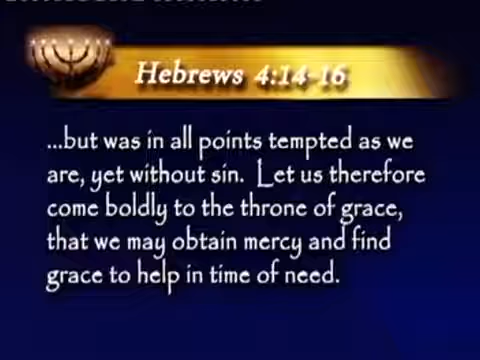 Hebrews 4:14-16
...but was in all points tempted as we
are, yet without sin. Let us therefore
come boldly to the throne of grace,
that we may obtain mercy and find
grace to help in time of need.